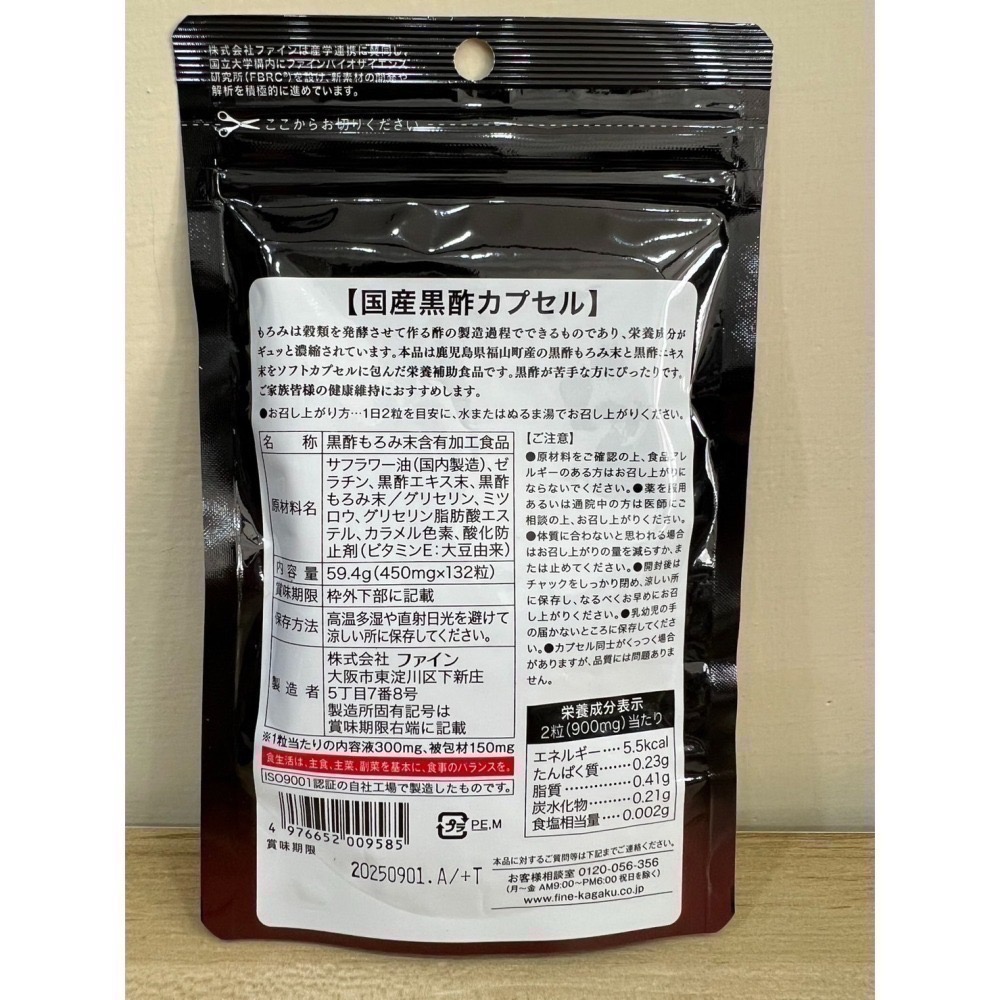 株式会社ファインは産学連携に賛同し、
国立大学構内にファインバイオサイエンス
研究所(FBRC®)を設け、新素材の開発や
解析を積極的に進めています。
ここからお切りください
【国産黒酢カプセル】
もろみは穀類を発酵させて作る酢の製造過程でできるものであり、栄養成分が
ギュッと濃縮されています。本品は鹿児島県福山町産の黒酢もろみ末と黒酢エキス
末をソフトカプセルに包んだ栄養補助食品です。黒酢が苦手な方にぴったりです。
ご家族皆様の健康維持におすすめします。
●お召し上がり方…1日2粒を目安に、水またはぬるま湯でお召し上がりください。
名 称 黒酢もろみ末含有加工食品
原材料名 サフラワー油(国内製造)、ゼ
ラチン、黒酢エキス末、黒酢
もろみ末/グリセリン、ミツ
ロウ、グリセリン脂肪酸エス
テル、カラメル色素、酸化防
止剤(ビタミンE:大豆由来)
内容量 59.4g(450mg×132粒)
賞味期限 枠外下部に記載
保存方法 高温多湿や直射日光を避けて
涼しい所に保存してください。
製造者 株式会社 ファイン
大阪市東淀川区下新庄
5丁目7番8号
製造所固有記号は
賞味期限右端に記載
※1粒当たりの内容液300mg、被包材150mg
食生活は、主食、主菜、副菜を基本に、食事のバランスを。
ISO9001認証の自社工場で製造したものです。
4 976652 009585
賞味期限
20250901.A/+T
プラ PE,M
【ご注意】
●原材料をご確認の上、食品アレ
ルギーのある方はお召し上がりに
ならないでください。●薬を服用
あるいは通院中の方は医師にご
相談の上、お召し上がりください。
●体質に合わないと思われる場合
はお召し上がりの量を減らすか、ま
たは止めてください。●開封後は
チャックをしっかり閉め、涼しい所
に保存し、なるべくお早めにお召
し上がりください。●乳幼児の手
の届かないところに保存してくださ
い。●カプセル同士がくっつく場合
がありますが、品質には問題ありま
せん。
栄養成分表示
2粒(900mg)当たり
エネルギー‥‥5.5kcal
たんぱく質‥‥‥0.23g
脂質‥‥‥‥‥0.41g
炭水化物‥‥‥0.21g
食塩相当量‥‥0.002g
本品に対するご質問等は下記までご連絡ください。
お客様相談室 0120-056-356
(月〜金 AM9:00〜PM6:00 祝日を除く)
www.fine-kagaku.co.jp